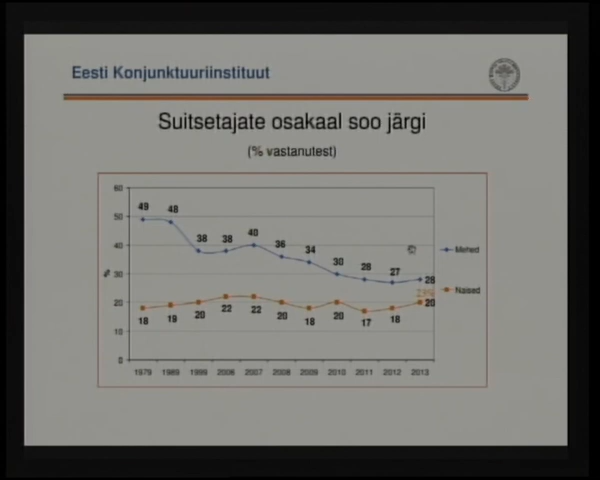 Eesti Konjunktuuriinstituut
Suitsetajate osakaal soo järgi
(% vastanutest)
60
50
40
30
20
10
0
%
49 48 38 38 40 36 34 30 28 27 28
18 19 20 22 22 20 18 20 17 18 20
Mehed
Naised
1979 1989 1999 2006 2007 2008 2009 2010 2011 2012 2013